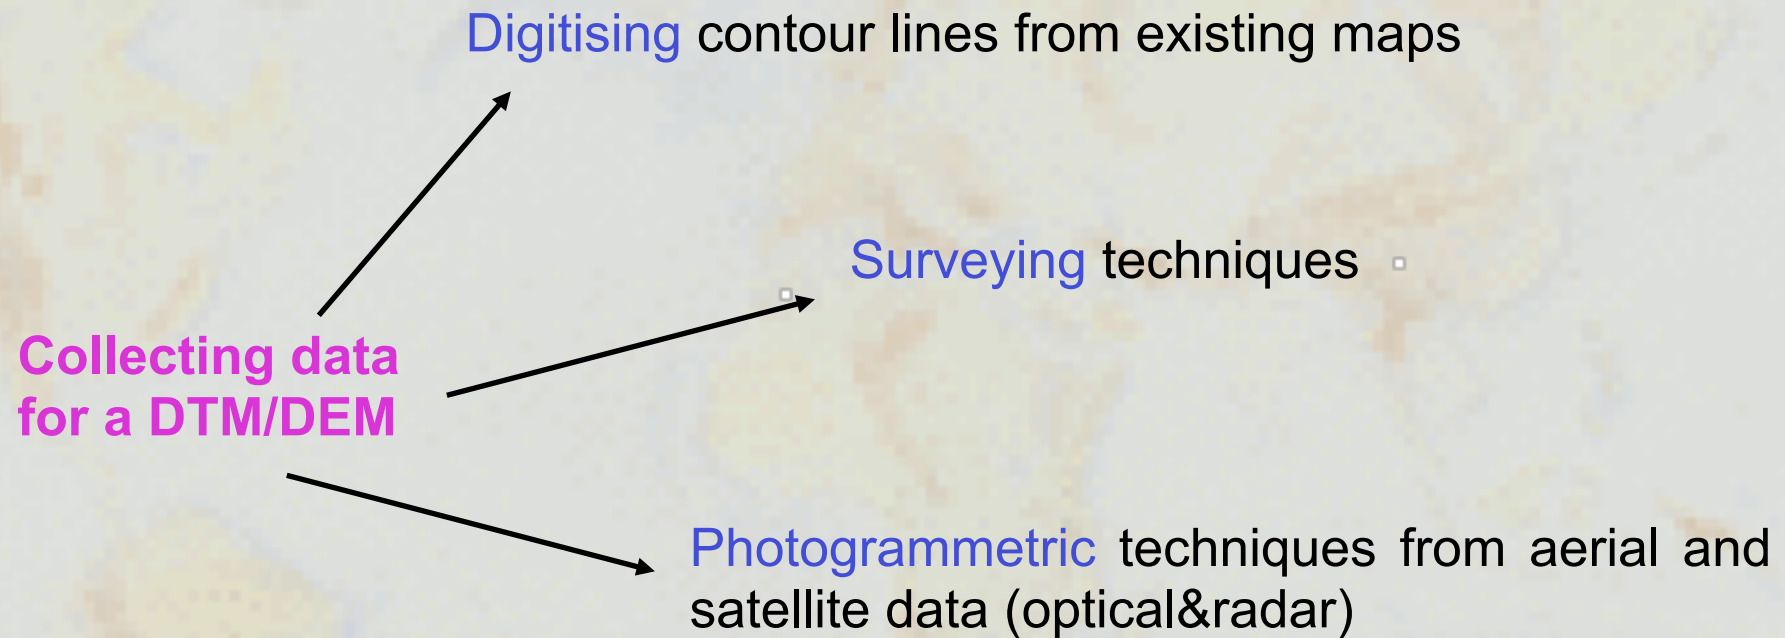 Digitising contour lines from existing maps
Surveying techniques
Collecting data
for a DTM/DEM
Photogrammetric techniques from aerial and
satellite data (optical&radar)